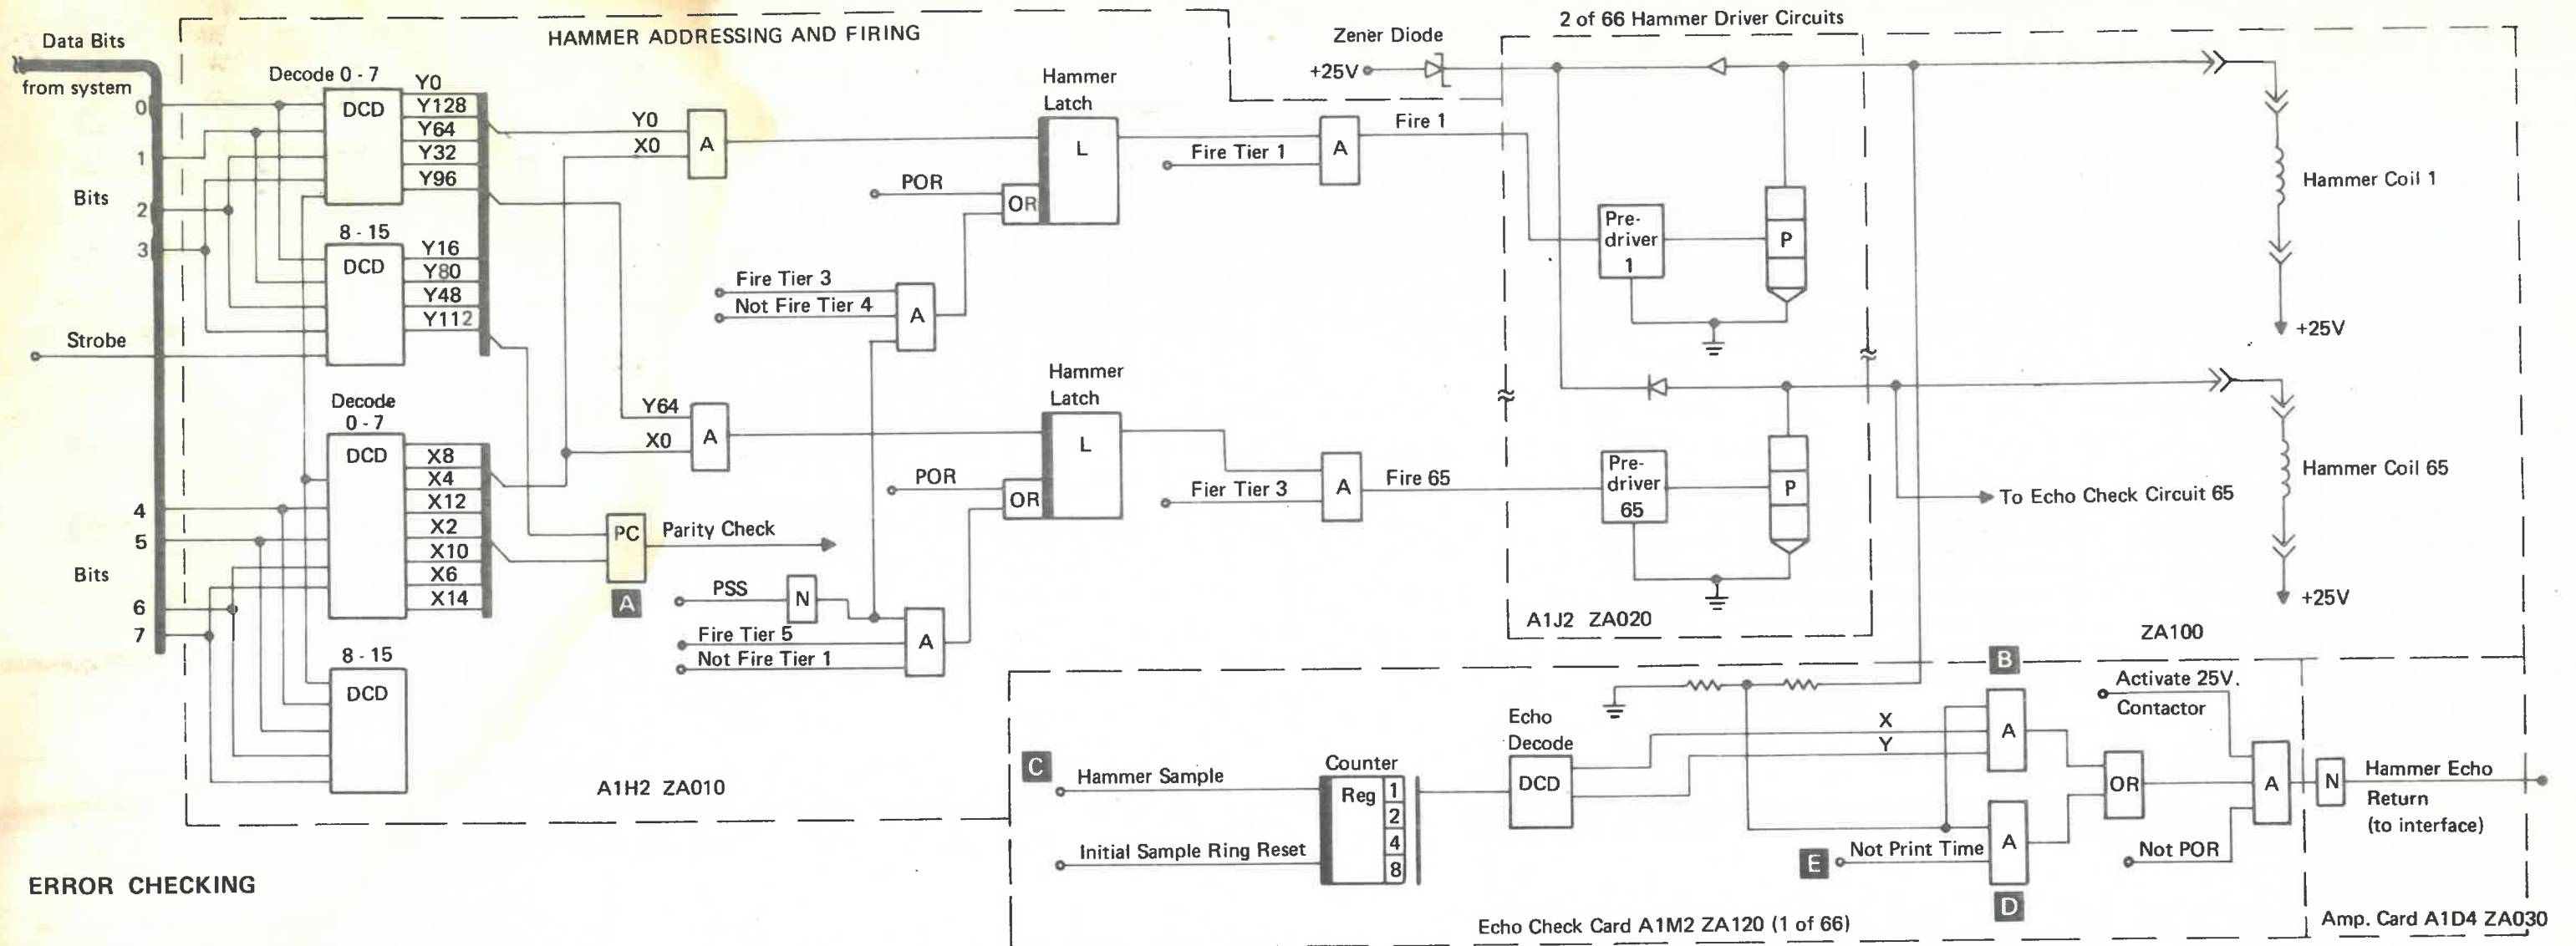 HAMMER ADDRESSING AND FIRING
2 of 66 Hammer Driver Circuits
Data Bits
from system
0
1
Bits
2
3
Strobe
4
5
Bits
6
7
Decode 0 - 7
DCD
Y0
Y128
Y64
Y32
Y96
8 - 15
DCD
Y16
Y80
Y48
Y112
Decode
0 - 7
DCD
X8
X4
X12
X2
X10
X6
X14
8 - 15
DCD
Y0
X0
A
POR
OR
Hammer
Latch
L
Fire Tier 3
Not Fire Tier 4
A
Fire Tier 1
A
Fire 1
Y64
X0
A
POR
OR
Hammer
Latch
L
Fier Tier 3
A
Fire 65
PC
Parity Check
A
PSS
N
Fire Tier 5
Not Fire Tier 1
A
A1H2 ZA010
Zener Diode
+25V
Pre-
driver
1
P
Hammer Coil 1
+25V
Pre-
driver
65
P
To Echo Check Circuit 65
Hammer Coil 65
+25V
A1J2 ZA020
ZA100
B
C
Hammer Sample
Initial Sample Ring Reset
Counter
Reg
1
2
4
8
Echo
Decode
DCD
X
Y
A
E
Not Print Time
A
D
OR
Activate 25V.
Contactor
Not POR
A
N
Hammer Echo
Return
(to interface)
Echo Check Card A1M2 ZA120 (1 of 66)
Amp. Card A1D4 ZA030
ERROR CHECKING